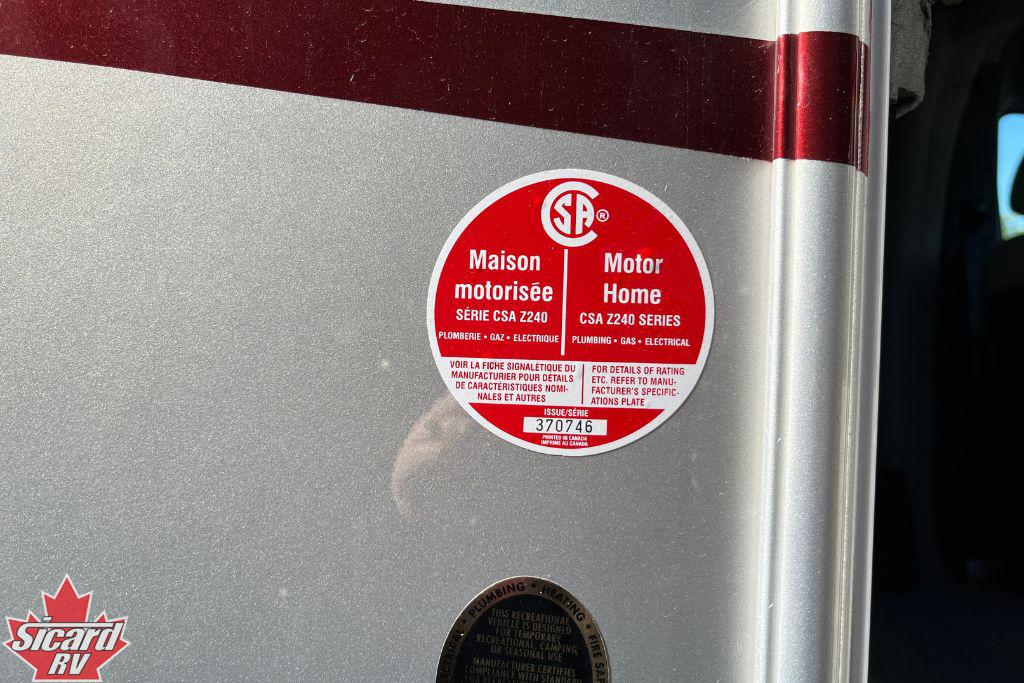 CSA®
Maison
motorisée
SÉRIE CSA Z240
PLOMBERIE • GAZ • ELECTRIQUE
Motor
Home
CSA Z240 SERIES
PLUMBING • GAS • ELECTRICAL
VOIR LA FICHE SIGNALÉTIQUE DU
MANUFACTURIER POUR DÉTAILS
DE CARACTÉRISTIQUES NOMI-
NALES ET AUTRES
FOR DETAILS OF RATING
ETC. REFER TO MANU-
FACTURER'S SPECIFIC-
ATIONS PLATE
ISSUE/SÉRIE
370746
PRINTED IN CANADA
IMPRIMÉ AU CANADA
PLUMBING • HEATING • FIRE SAF
THIS RECREATIONAL
VEHICLE IS DESIGNED
FOR TEMPORARY
RECREATIONAL, CAMPING,
OR SEASONAL USE
MANUFACTURER CERTIFIES
COMPLIANCE WITH STANDARD
Sicard
RV